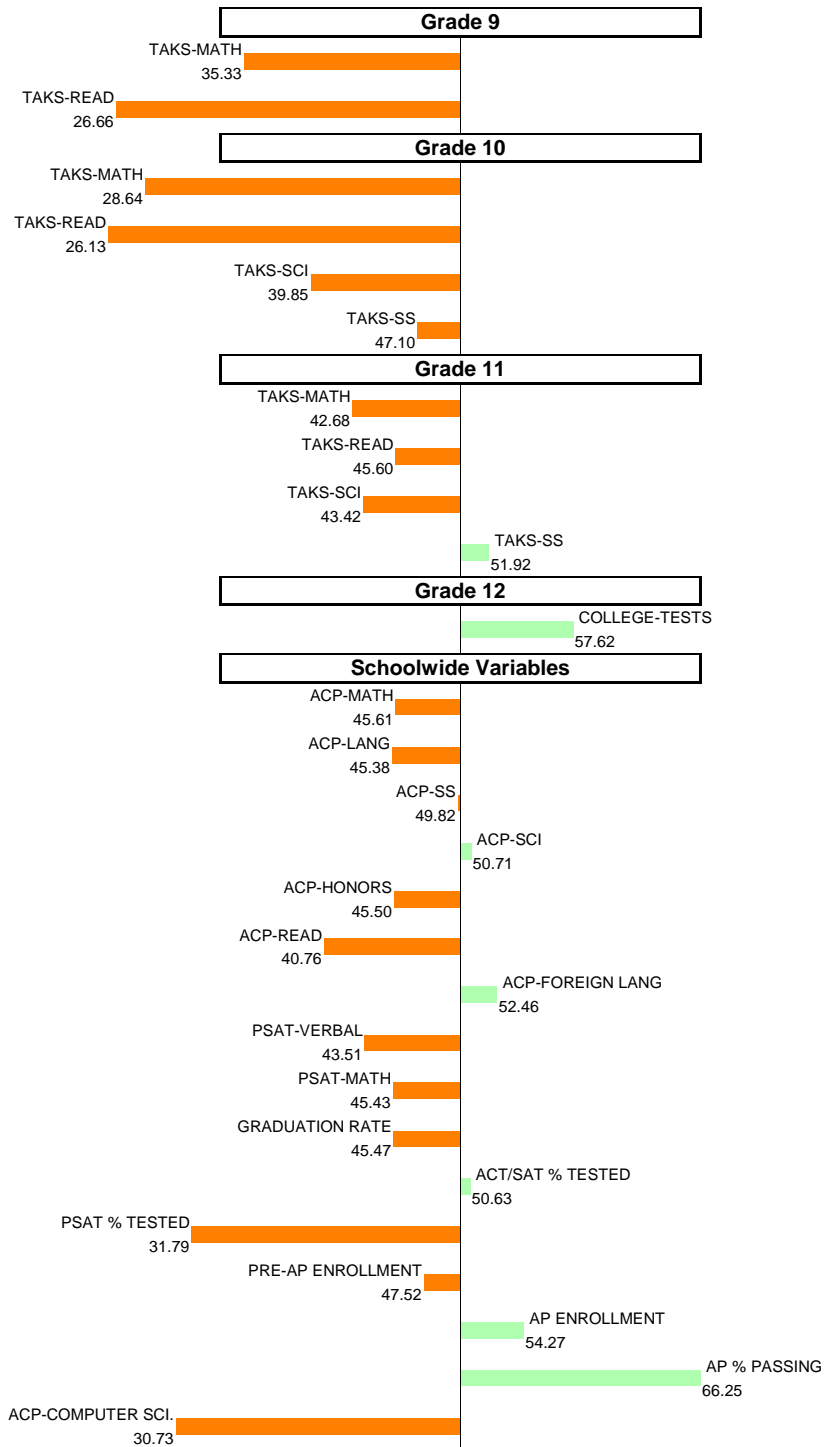 Grade 9
TAKS-MATH
35.33
TAKS-READ
26.66
Grade 10
TAKS-MATH
28.64
TAKS-READ
26.13
TAKS-SCI
39.85
TAKS-SS
47.10
Grade 11
TAKS-MATH
42.68
TAKS-READ
45.60
TAKS-SCI
43.42
TAKS-SS
51.92
Grade 12
COLLEGE-TESTS
57.62
Schoolwide Variables
ACP-MATH
45.61
ACP-LANG
45.38
ACP-SS
49.82
ACP-SCI
50.71
ACP-HONORS
45.50
ACP-READ
40.76
ACP-FOREIGN LANG
52.46
PSAT-VERBAL
43.51
PSAT-MATH
45.43
GRADUATION RATE
45.47
ACT/SAT % TESTED
50.63
PSAT % TESTED
31.79
PRE-AP ENROLLMENT
47.52
AP ENROLLMENT
54.27
AP % PASSING
66.25
ACP-COMPUTER SCI.
30.73